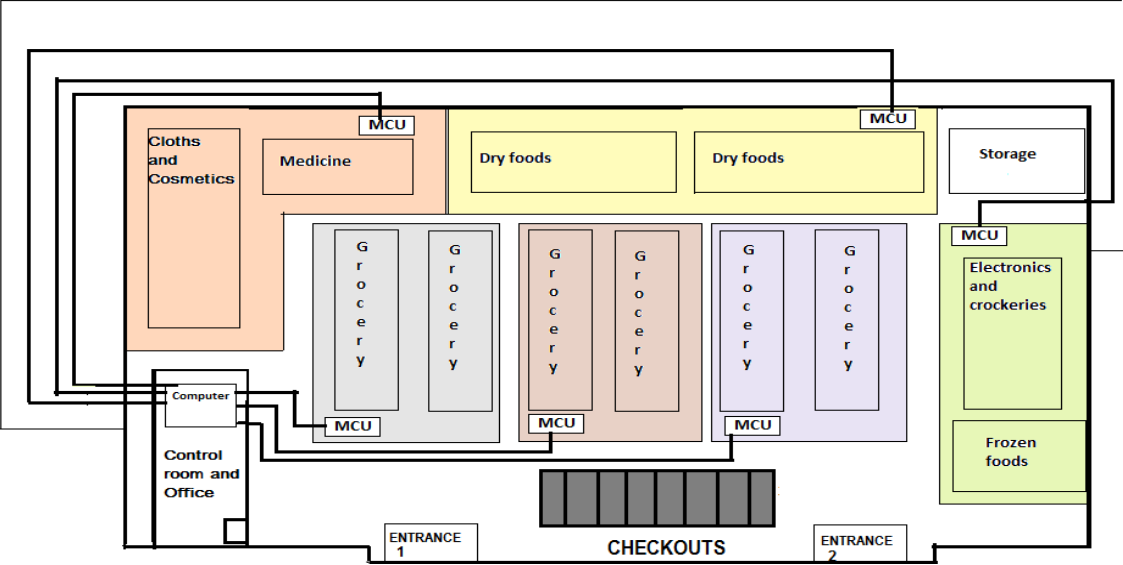 MCU
MCU
Cloths
and
Cosmetics
Medicine
Dry foods
Dry foods
Storage
MCU
Electronics
and
crockeries
G
r
o
c
e
r
y
G
r
o
c
e
r
y
G
r
o
c
e
r
y
G
r
o
c
e
r
y
G
r
o
c
e
r
y
G
r
o
c
e
r
y
Computer
MCU
MCU
MCU
Control
room and
Office
Frozen
foods
ENTRANCE
1
CHECKOUTS
ENTRANCE
2